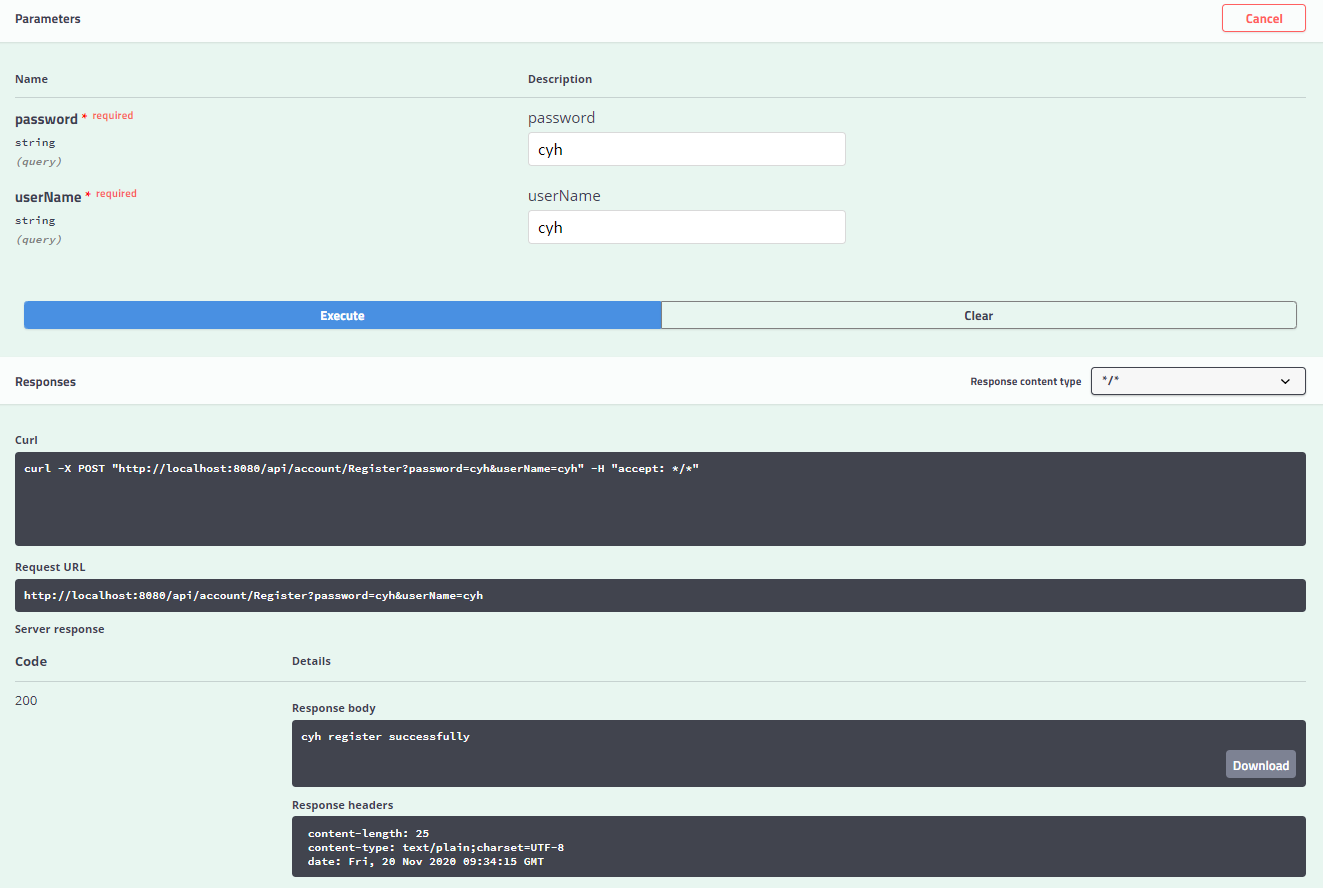 Parameters
Cancel
Name Description
password * required password
string cyh
(query)
userName * required userName
string cyh
(query)
Execute Clear
Responses Response content type */*
Curl
curl -X POST "http://localhost:8080/api/account/Register?password=cyh&userName=cyh" -H "accept: */*"
Request URL
http://localhost:8080/api/account/Register?password=cyh&userName=cyh
Server response
Code Details
200
Response body
cyh register successfully
Download
Response headers
content-length: 25
content-type: text/plain;charset=UTF-8
date: Fri, 20 Nov 2020 09:34:15 GMT